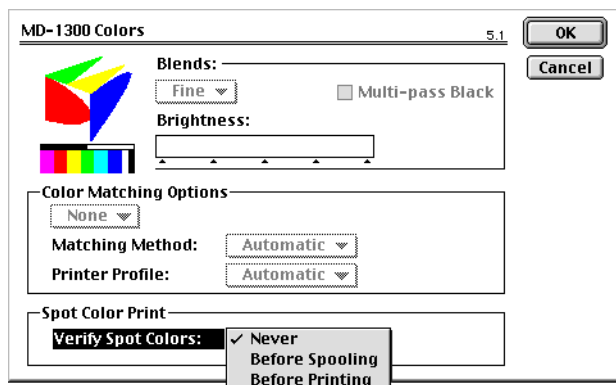 MD-1300 Colors 5.1
OK
Cancel
Blends:
Fine
Multi-pass Black
Brightness:
Color Matching Options
None
Matching Method: Automatic
Printer Profile: Automatic
Spot Color Print
Verify Spot Colors: ✓ Never
Before Spooling
Before Printing